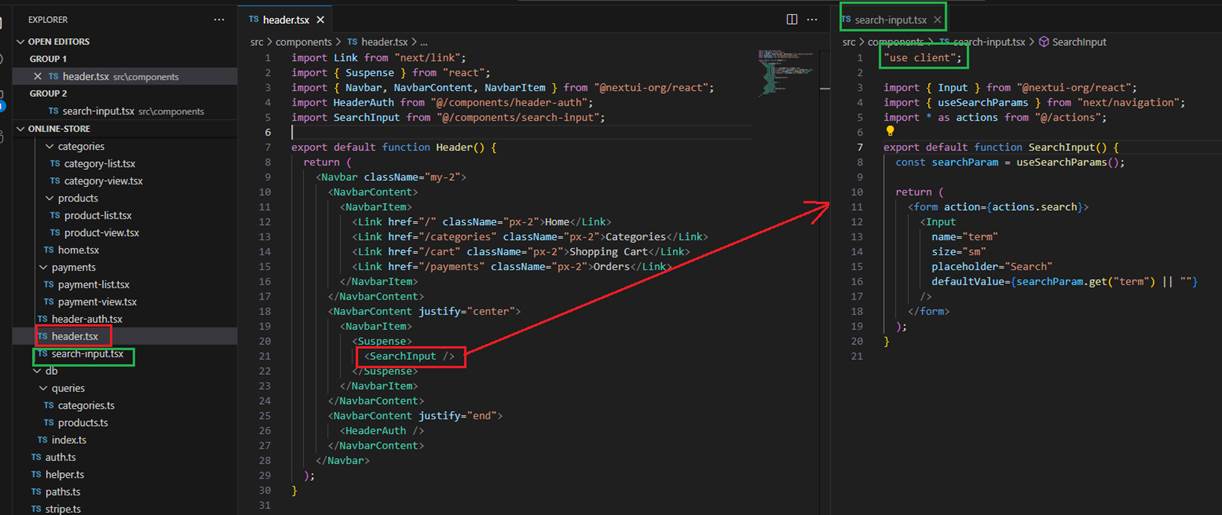 EXPLORER
···
OPEN EDITORS
GROUP 1
TS header.tsx src\components
GROUP 2
TS search-input.tsx src\components
ONLINE-STORE
categories
TS category-list.tsx
TS category-view.tsx
products
TS product-list.tsx
TS product-view.tsx
TS home.tsx
payments
TS payment-list.tsx
TS payment-view.tsx
TS header-auth.tsx
TS header.tsx
TS search-input.tsx
db
queries
TS categories.ts
TS products.ts
TS index.ts
TS auth.ts
TS helper.ts
TS paths.ts
TS stripe.ts
TS header.tsx
···
src > components > TS header.tsx > ...
1 import Link from "next/link";
2 import { Suspense } from "react";
3 import { Navbar, NavbarContent, NavbarItem } from "@nextui-org/react";
4 import HeaderAuth from "@/components/header-auth";
5 import SearchInput from "@/components/search-input";
6
7 export default function Header() {
8 return (
9 <Navbar className="my-2">
10 <NavbarContent>
11 <NavbarItem>
12 <Link href="/" className="px-2">Home</Link>
13 <Link href="/categories" className="px-2">Categories</Link>
14 <Link href="/cart" className="px-2">Shopping Cart</Link>
15 <Link href="/payments" className="px-2">Orders</Link>
16 </NavbarItem>
17 </NavbarContent>
18 <NavbarContent justify="center">
19 <NavbarItem>
20 <Suspense>
21 <SearchInput />
22 </Suspense>
23 </NavbarItem>
24 </NavbarContent>
25 <NavbarContent justify="end">
26 <HeaderAuth />
27 </NavbarContent>
28 </Navbar>
29 );
30 }
31
TS search-input.tsx
src > components > TS search-input.tsx > SearchInput
1 "use client";
2
3 import { Input } from "@nextui-org/react";
4 import { useSearchParams } from "next/navigation";
5 import * as actions from "@/actions";
6
7 export default function SearchInput() {
8 const searchParam = useSearchParams();
9
10 return (
11 <form action={actions.search}>
12 <Input
13 name="term"
14 size="sm"
15 placeholder="Search"
16 defaultValue={searchParam.get("term") || ""}
17 />
18 </form>
19 );
20 }
21